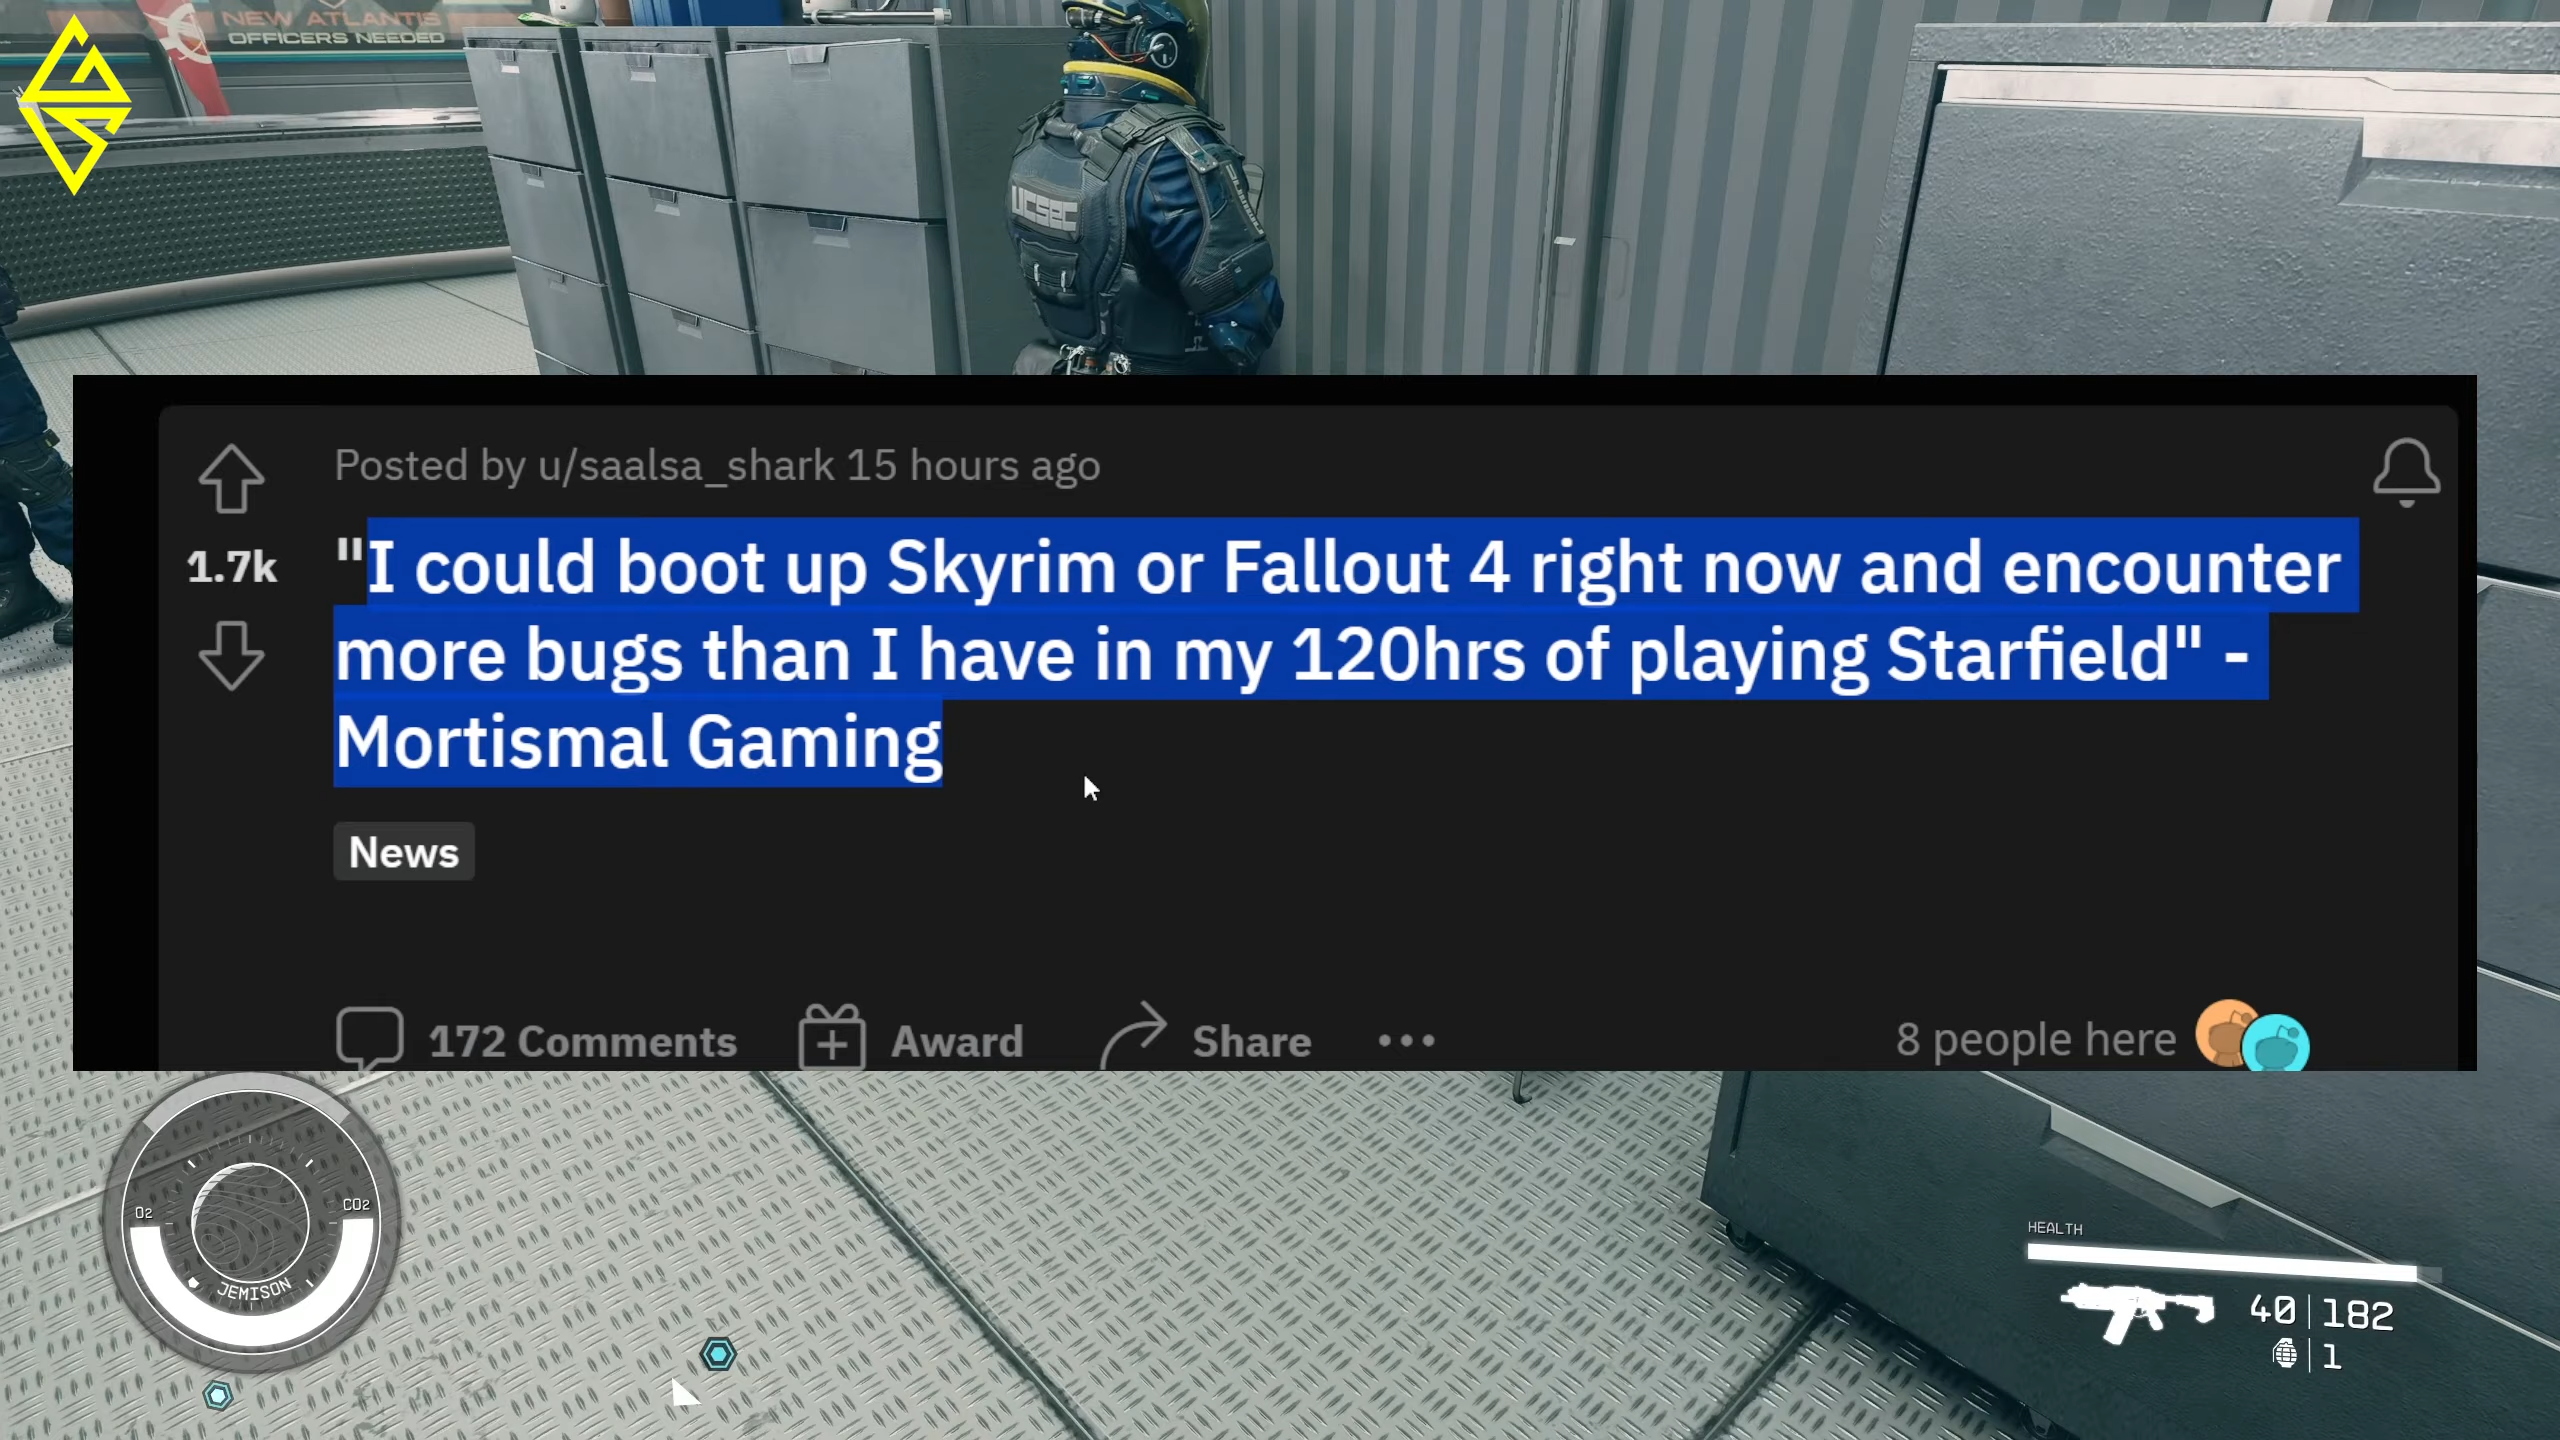 NEW ATLANTIS
OFFICERS NEEDED
UCSEC
Posted by u/saalsa_shark 15 hours ago
1.7k
"I could boot up Skyrim or Fallout 4 right now and encounter
more bugs than I have in my 120hrs of playing Starfield" -
Mortismal Gaming
News
172 Comments
Award
Share
8 people here
O2
CO2
JEMISON
HEALTH
40 | 182
1